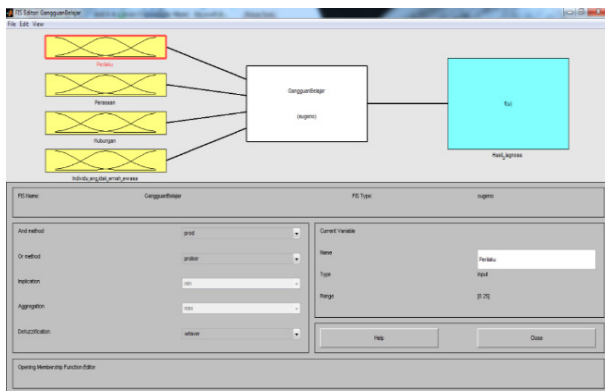 FIS Editor: GangguanBelajar
File Edit View
Perilaku
Perasaan
Hubungan
GangguanBelajar
(sugeno)
f(u)
FIS Name: GangguanBelajar FIS Type: sugeno
And method prod
Or method probor
Implication min
Aggregation max
Defuzzification wtaver
Current Variable
Name Perilaku
Type input
Range [0 25]
Help Close
Opening Membership Function Editor